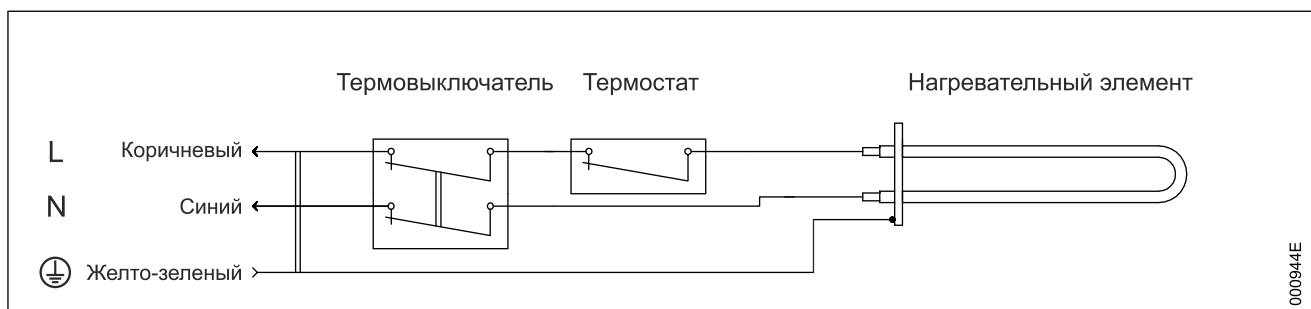 Термовыключатель Термостат Нагревательный элемент
L Коричневый
N Синий
Желто-зеленый
000944E